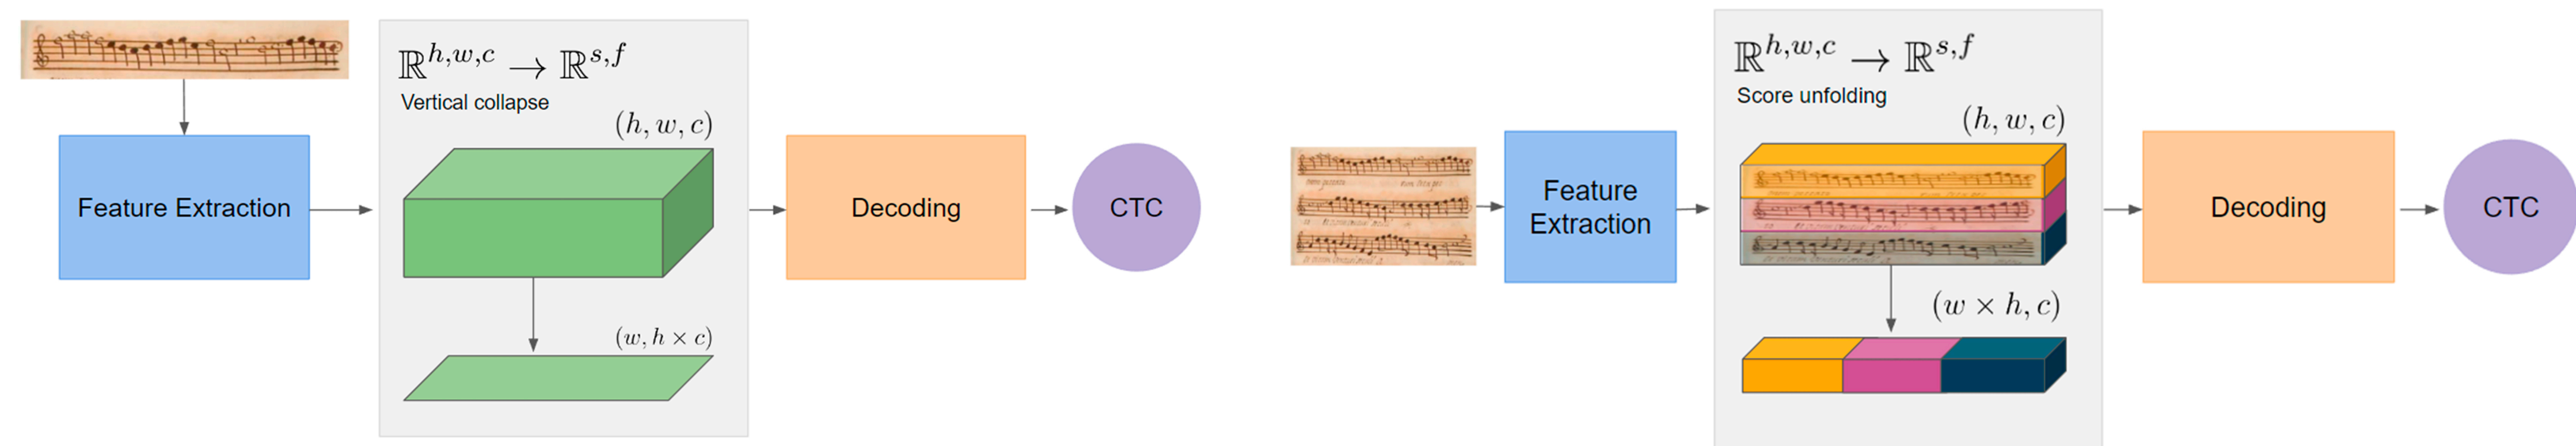 Feature Extraction
ℝ^{h,w,c} → ℝ^{s,f}
Vertical collapse
(h, w, c)
(w, h × c)
Decoding
CTC
Feature
Extraction
ℝ^{h,w,c} → ℝ^{s,f}
Score unfolding
(h, w, c)
(w × h, c)
Decoding
CTC